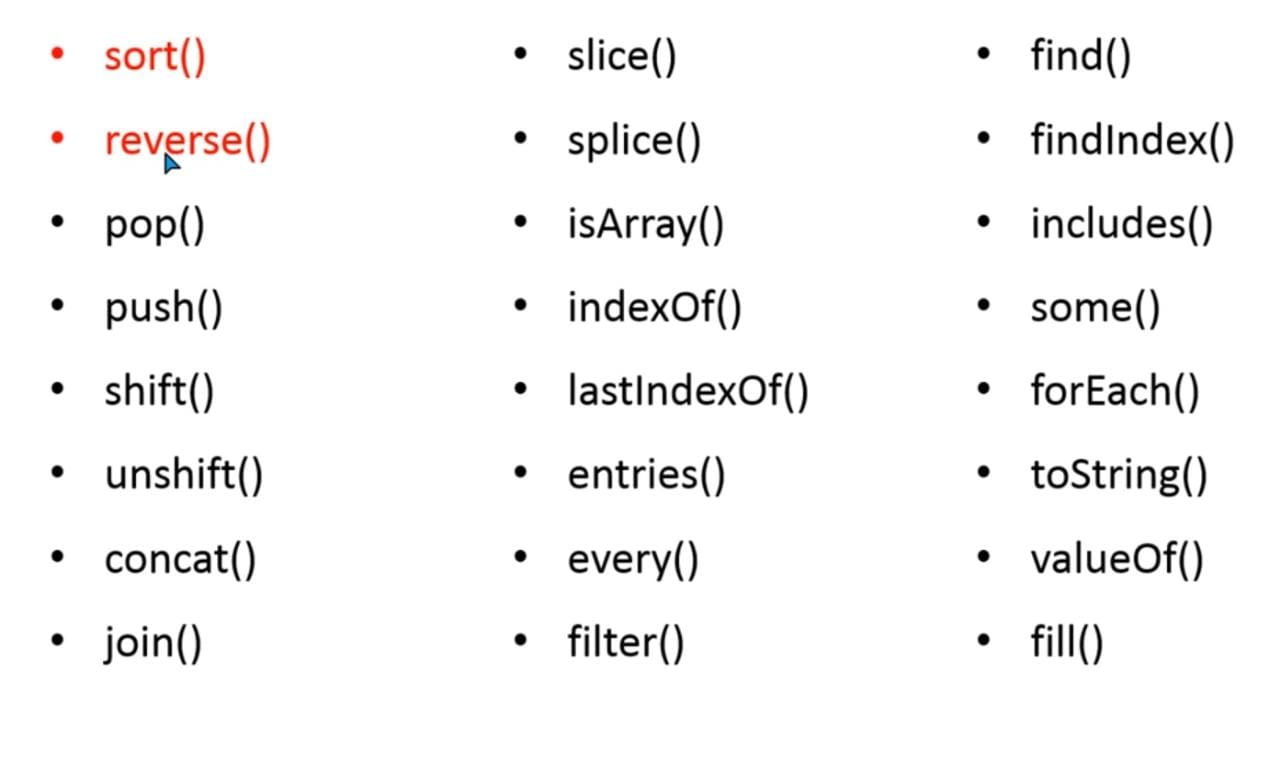 • sort()
• reverse()
• pop()
• push()
• shift()
• unshift()
• concat()
• join()
• slice()
• splice()
• isArray()
• indexOf()
• lastIndexOf()
• entries()
• every()
• filter()
• find()
• findIndex()
• includes()
• some()
• forEach()
• toString()
• valueOf()
• fill()